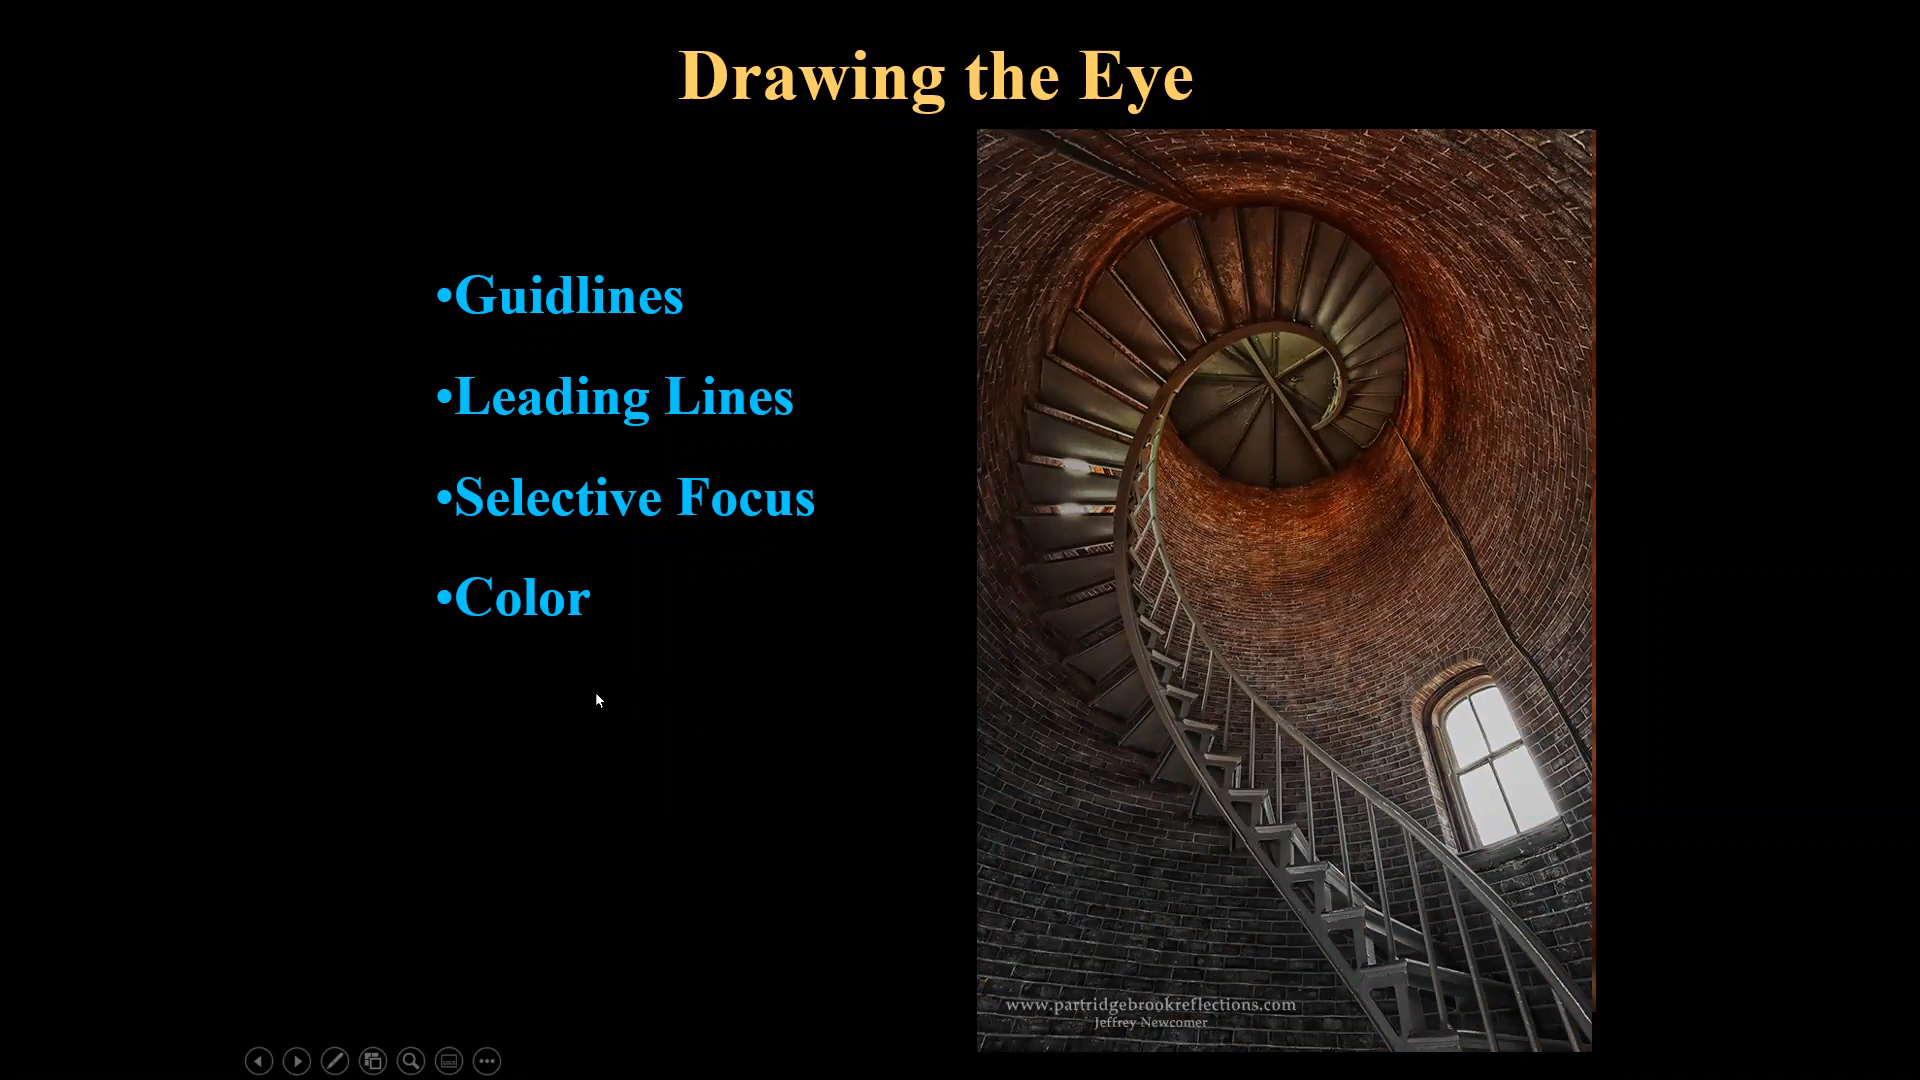 Drawing the Eye
•Guidlines
•Leading Lines
•Selective Focus
•Color
www.partridgebrookreflections.com
Jeffrey Newcomer